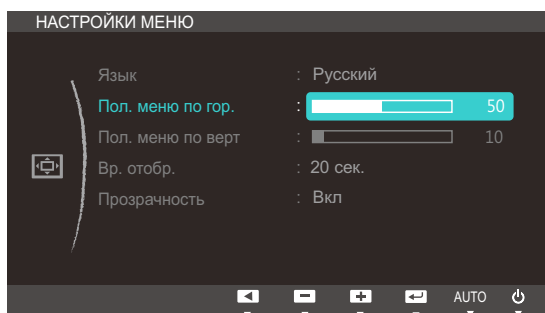 НАСТРОЙКИ МЕНЮ
Язык : Русский
Пол. меню по гор. : 50
Пол. меню по верт : 10
Вр. отобр. : 20 сек.
Прозрачность : Вкл
AUTO